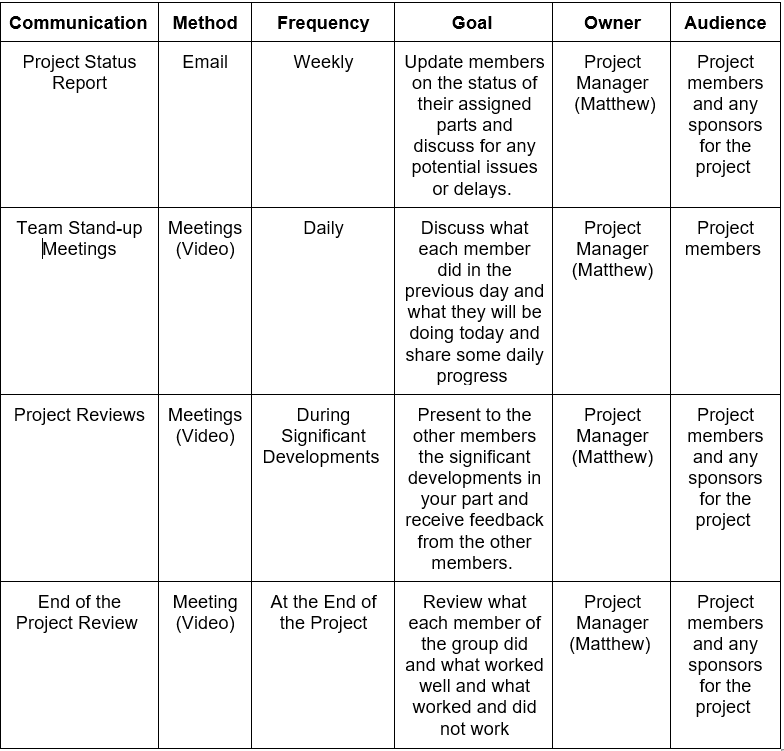 Communication Method Frequency Goal Owner Audience
Project Status
Report
Email
Weekly
Update members
on the status of
their assigned
parts and
discuss for any
potential issues
or delays.
Project
Manager
(Matthew)
Project
members
and any
sponsors
for the
project
Team Stand-up
Meetings
Meetings
(Video)
Daily
Discuss what
each member
did in the
previous day and
what they will be
doing today and
share some daily
progress
Project
Manager
(Matthew)
Project
members
Project Reviews
Meetings
(Video)
During
Significant
Developments
Present to the
other members
the significant
developments in
your part and
receive feedback
from the other
members.
Project
Manager
(Matthew)
Project
members
and any
sponsors
for the
project
End of the
Project Review
Meeting
(Video)
At the End of
the Project
Review what
each member of
the group did
and what worked
well and what
worked and did
not work
Project
Manager
(Matthew)
Project
members
and any
sponsors
for the
project